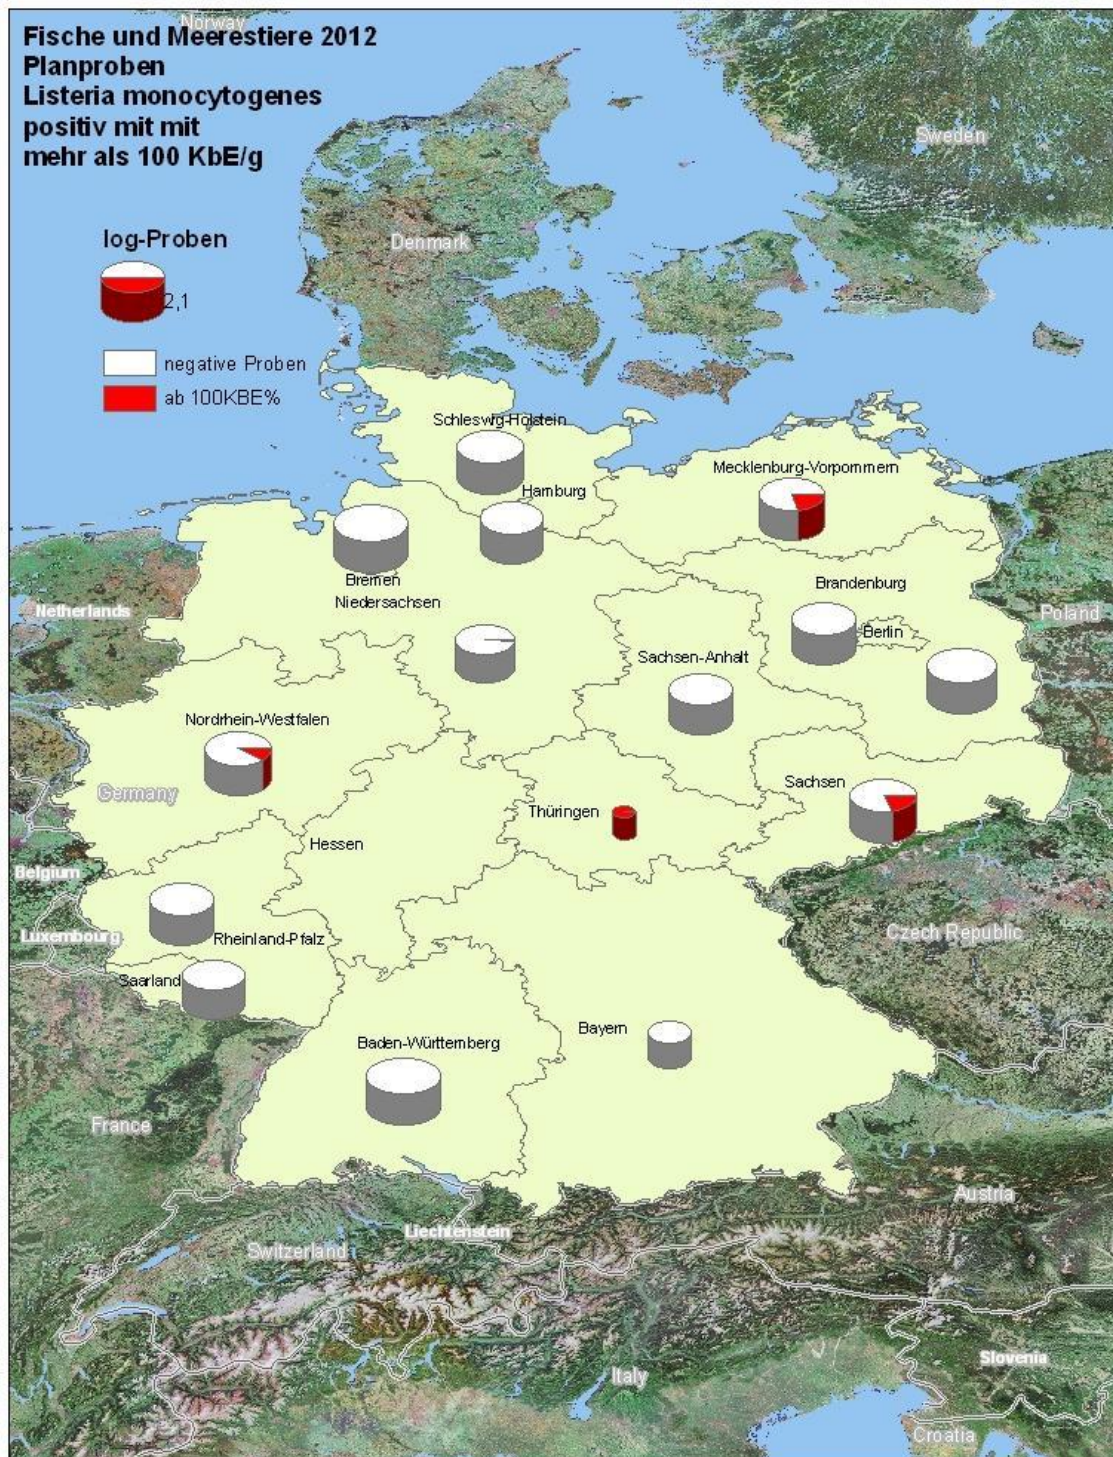 Norway
Fische und Meerestiere 2012
Planproben
Listeria monocytogenes
positiv mit mit
mehr als 100 KbE/g
Sweden
log-Proben
Denmark
2,1
negative Proben
ab 100KBE%
Schleswig-Holstein
Mecklenburg-Vorpommern
Hamburg
Bremen
Brandenburg
Niedersachsen
Netherlands
Poland
Berlin
Sachsen-Anhalt
Nordrhein-Westfalen
Sachsen
Germany
Thüringen
Hessen
Belgium
Luxembourg
Rheinland-Pfalz
Czech Republic
Saarland
Bayern
Baden-Württemberg
France
Austria
Liechtenstein
Switzerland
Slovenia
Italy
Croatia